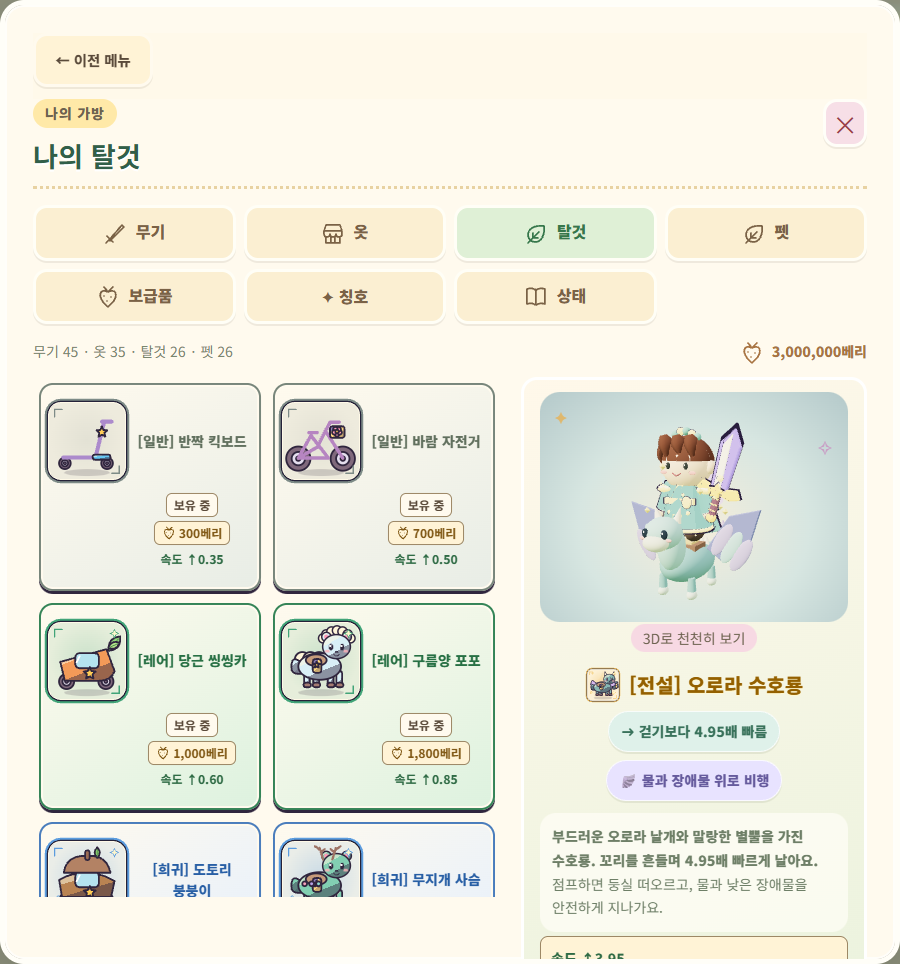 ← 이전 메뉴
나의 가방
나의 탈것
무기
옷
탈것
펫
보급품
✦ 칭호
상태
무기 45 · 옷 35 · 탈것 26 · 펫 26
3,000,000베리
[일반] 반짝 킥보드
보유 중
300베리
속도 ↑0.35
[일반] 바람 자전거
보유 중
700베리
속도 ↑0.50
[레어] 당근 씽씽카
보유 중
1,000베리
속도 ↑0.60
[레어] 구름양 포포
보유 중
1,800베리
속도 ↑0.85
[희귀] 도토리
붕붕이
[희귀] 무지개 사슴
3D로 천천히 보기
[전설] 오로라 수호룡
→ 걷기보다 4.95배 빠름
물과 장애물 위로 비행
부드러운 오로라 날개와 말랑한 별뿔을 가진
수호룡. 꼬리를 흔들며 4.95배 빠르게 날아요.
점프하면 둥실 떠오르고, 물과 낮은 장애물을
안전하게 지나가요.
속도 ↑3.95